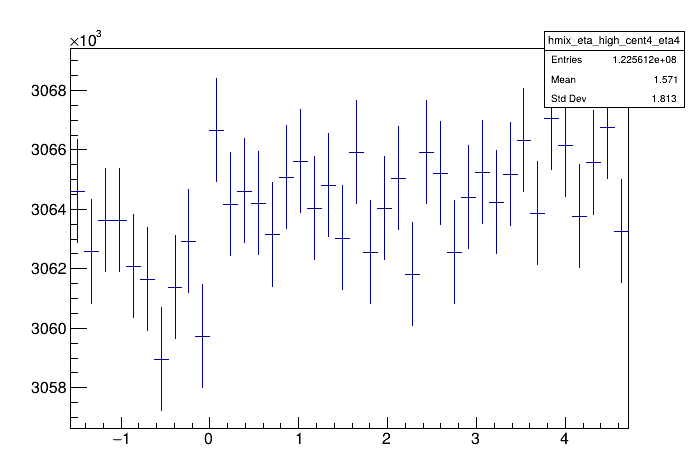 ×10³
hmix_eta_high_cent4_eta4
Entries 1.225612e+08
Mean 1.571
Std Dev 1.813
3068
3066
3064
3062
3060
3058
−1 0 1 2 3 4